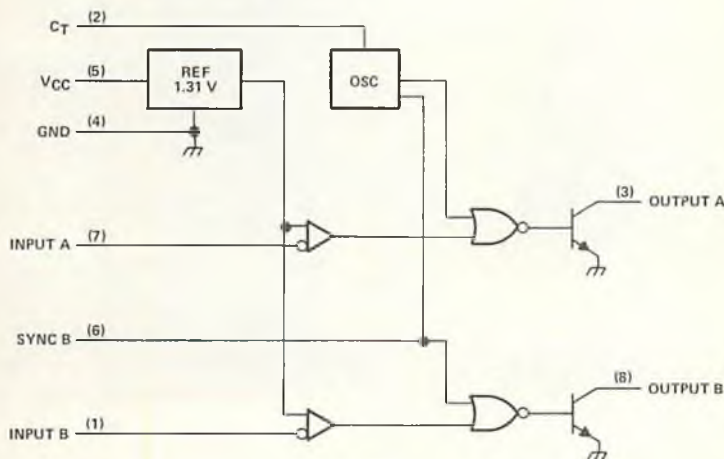 CT (2)
VCC (5) REF
1.31 V
OSC
GND (4)
(3) OUTPUT A
INPUT A (7)
SYNC B (6)
(8) OUTPUT B
INPUT B (1)